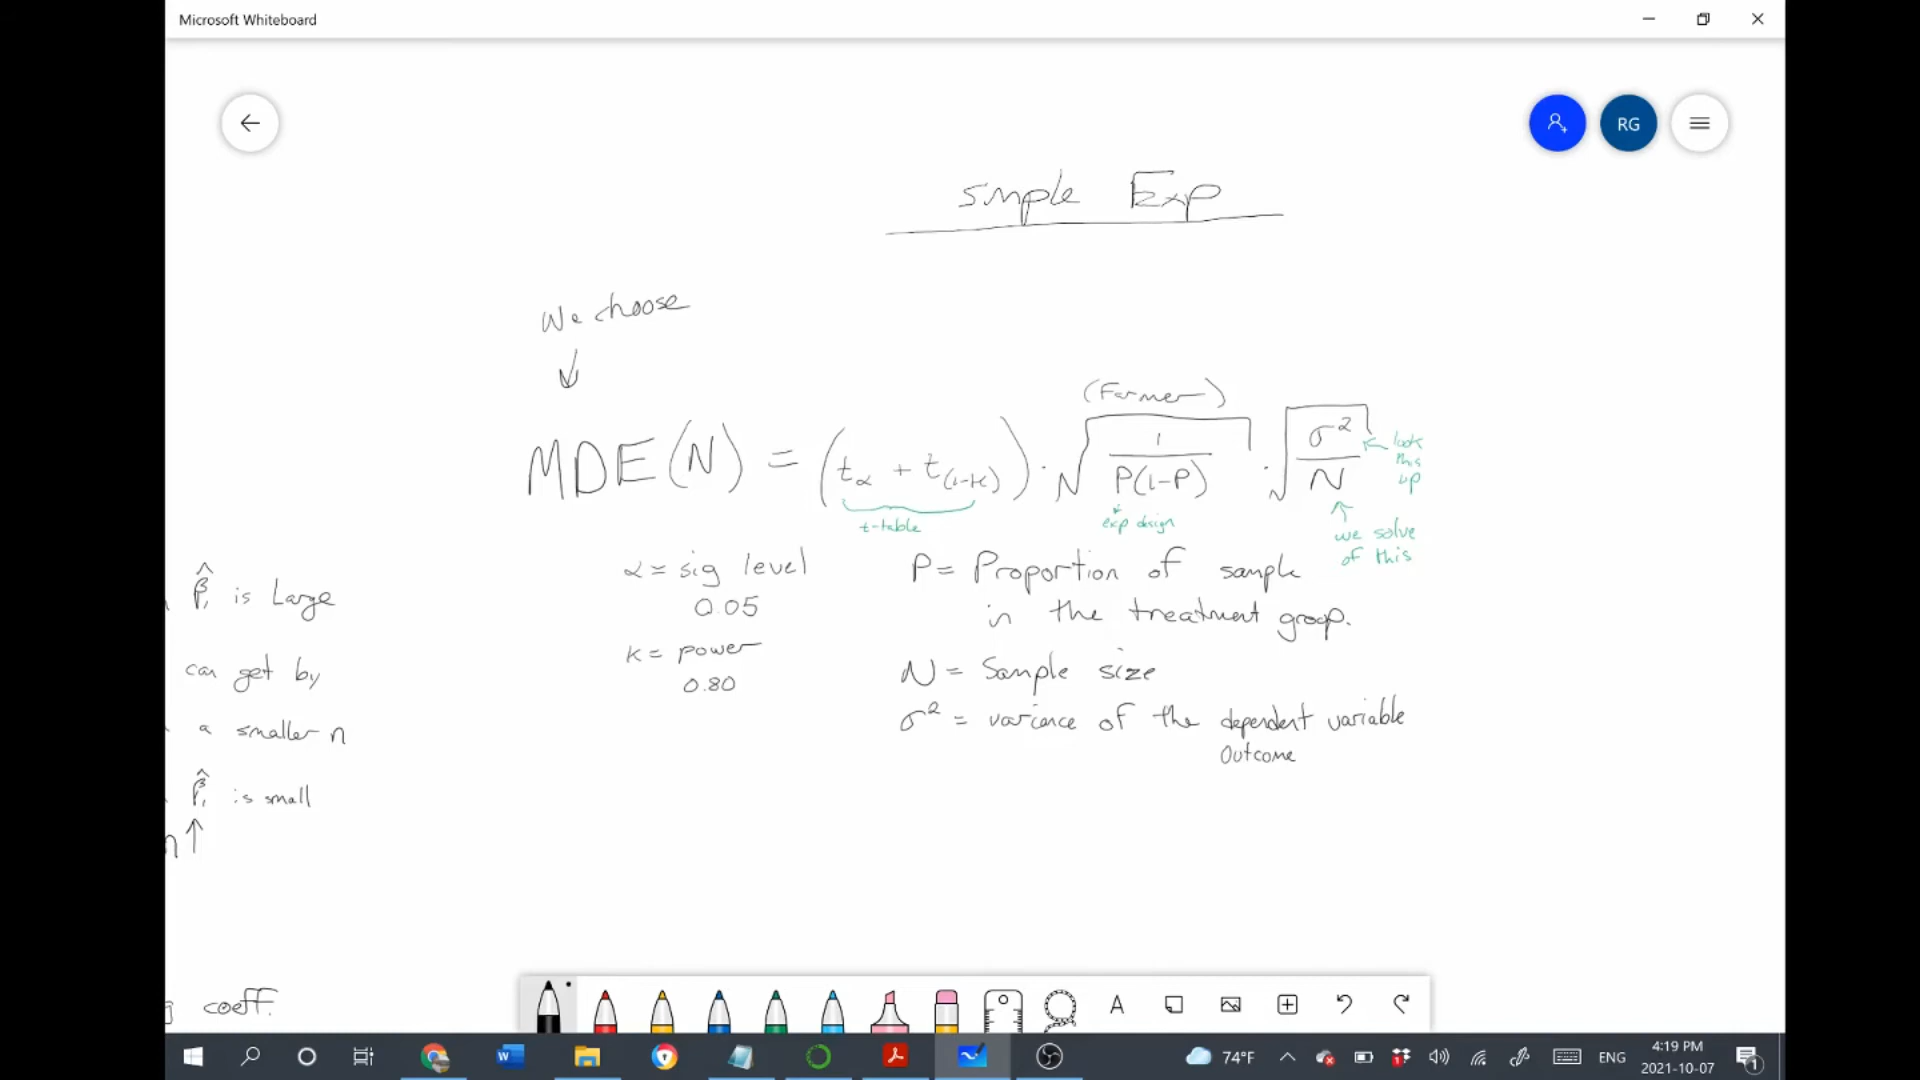 Microsoft Whiteboard
RG
smple Exp
We choose
(Farmer)
MDE(N) = (tα + t(1-κ)) · √(1 / P(1-P)) · √(σ² / N)
look
this
up
t-table
exp design
we solve
of this
α = sig level
0.05
κ = power
0.80
P = Proportion of sample
in the treatment group.
N = Sample size
σ² = variance of the dependent variable
Outcome
β̂₁ is Large
can get by
a smaller n
β̂₁ is small
n↑
coeff.
A
74°F
ENG
4:19 PM
2021-10-07
1